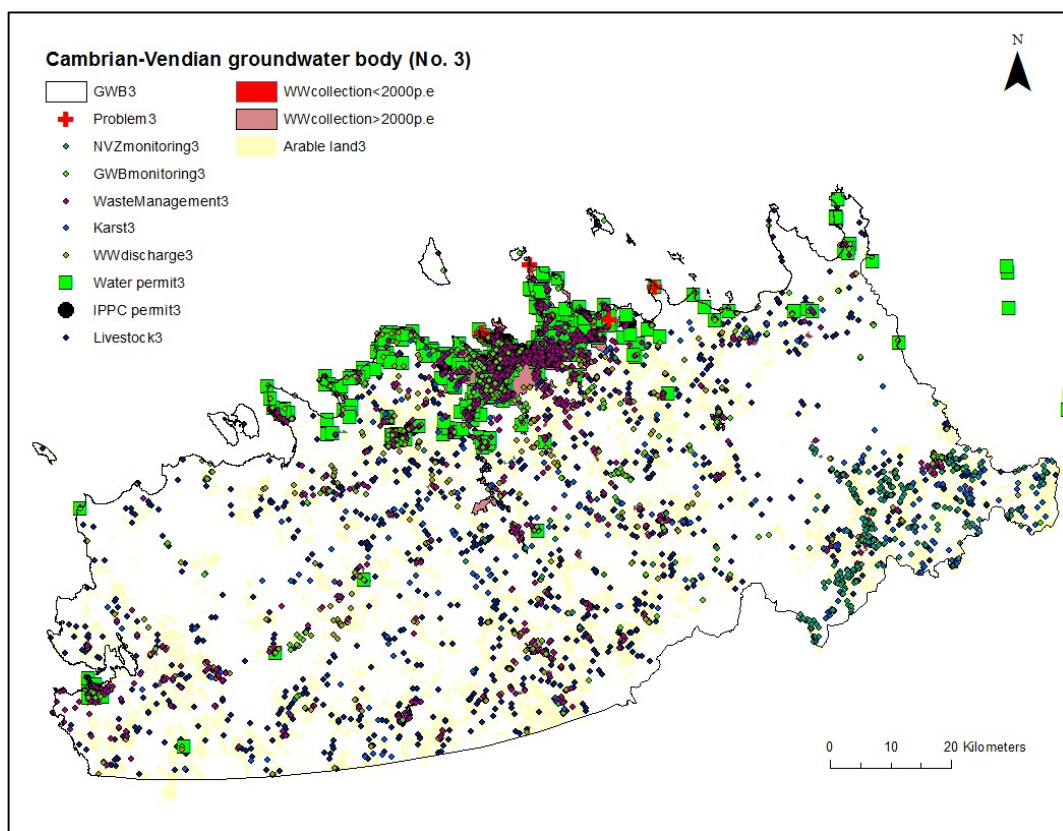 N
Cambrian-Vendian groundwater body (No. 3)
GWB3
Problem3
NVZmonitoring3
GWBmonitoring3
WasteManagement3
Karst3
WWdischarge3
Water permit3
IPPC permit3
Livestock3
WWcollection<2000p.e
WWcollection>2000p.e
Arable land3
0 10 20 Kilometers